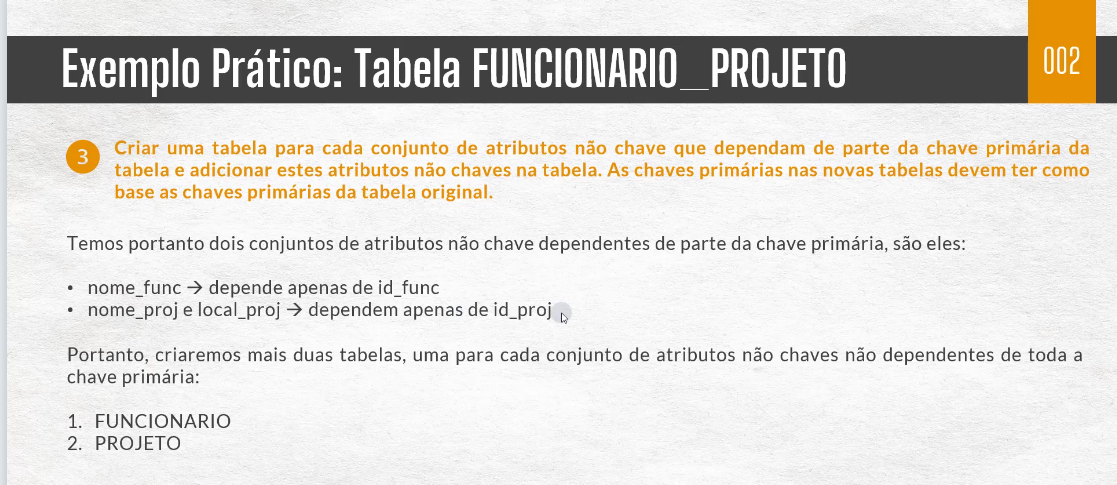 Exemplo Prático: Tabela FUNCIONARIO_PROJETO
002
3
Criar uma tabela para cada conjunto de atributos não chave que dependam de parte da chave primária da
tabela e adicionar estes atributos não chaves na tabela. As chaves primárias nas novas tabelas devem ter como
base as chaves primárias da tabela original.
Temos portanto dois conjuntos de atributos não chave dependentes de parte da chave primária, são eles:
• nome_func → depende apenas de id_func
• nome_proj e local_proj → dependem apenas de id_proj
Portanto, criaremos mais duas tabelas, uma para cada conjunto de atributos não chaves não dependentes de toda a
chave primária:
1. FUNCIONARIO
2. PROJETO